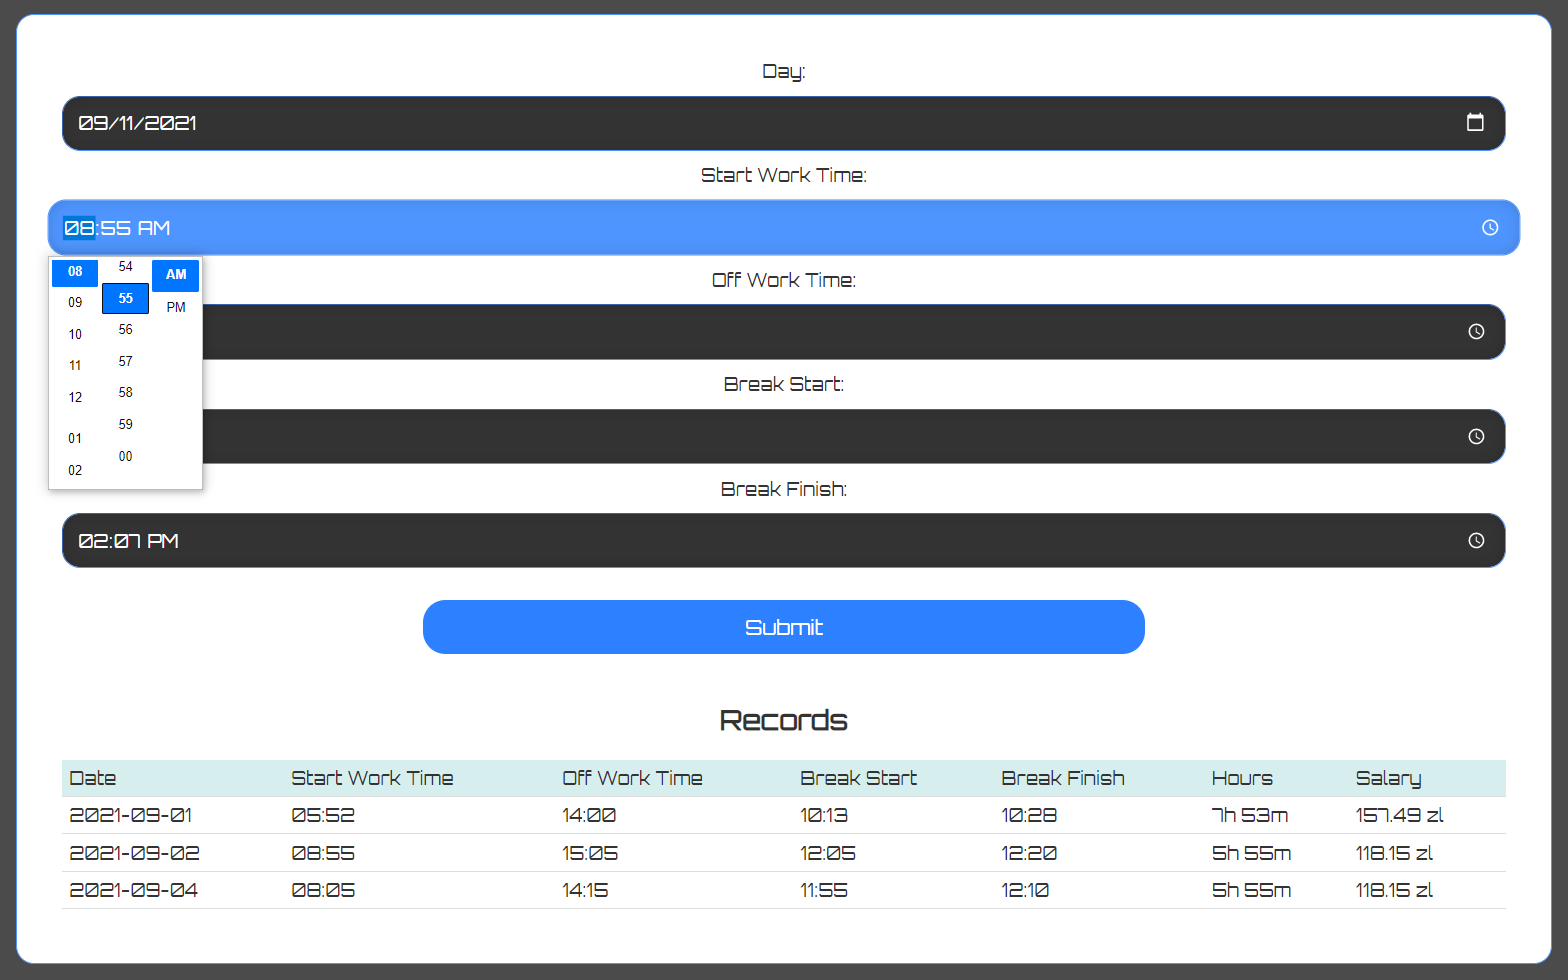 Day:
09/11/2021
Start Work Time:
08:55 AM
08 54 AM
09 55 PM
10 56
11 57
12 58
01 59
02 00
Off Work Time:
Break Start:
Break Finish:
02:07 PM
Submit
Records
Date Start Work Time Off Work Time Break Start Break Finish Hours Salary
2021-09-01 05:52 14:00 10:13 10:28 7h 53m 157.49 zl
2021-09-02 08:55 15:05 12:05 12:20 5h 55m 118.15 zl
2021-09-04 08:05 14:15 11:55 12:10 5h 55m 118.15 zl